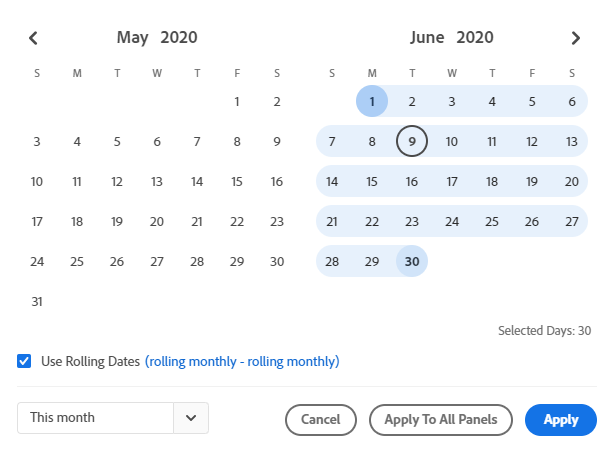 May 2020 June 2020
S M T W T F S S M T W T F S
1 2 1 2 3 4 5 6
3 4 5 6 7 8 9 7 8 9 10 11 12 13
10 11 12 13 14 15 16 14 15 16 17 18 19 20
17 18 19 20 21 22 23 21 22 23 24 25 26 27
24 25 26 27 28 29 30 28 29 30
31
Selected Days: 30
Use Rolling Dates (rolling monthly - rolling monthly)
This month Cancel Apply To All Panels Apply